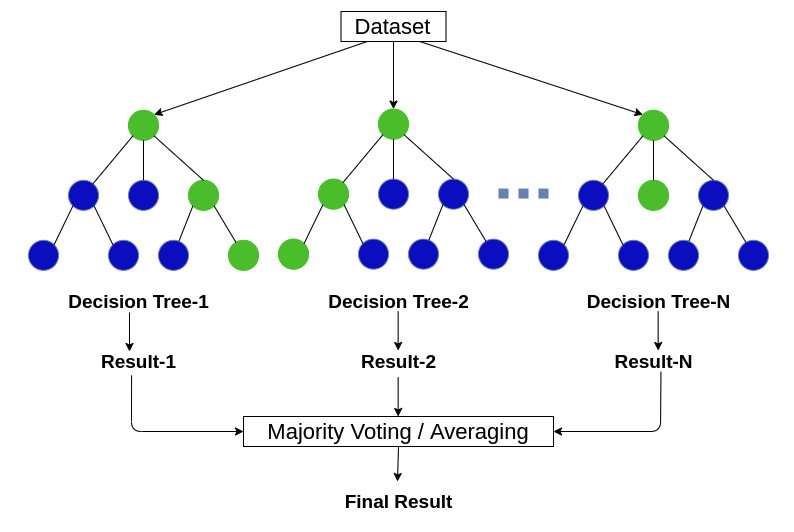 Dataset
Decision Tree-1
Decision Tree-2
Decision Tree-N
Result-1
Result-2
Result-N
Majority Voting / Averaging
Final Result